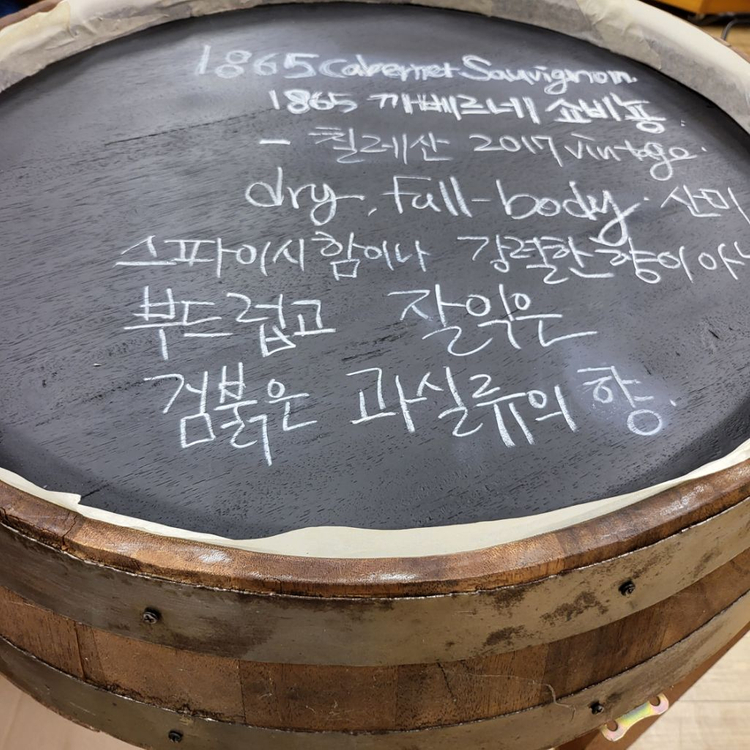 1865 Cabernet Sauvignon.
1865 까베르네 쇼비뇽.
- 칠레산 2017 vintage.
dry, Full-body. 산미
스파이시함이나 강렬한 향이 아니
부드럽고 잘익은
검붉은 과실류의 향.